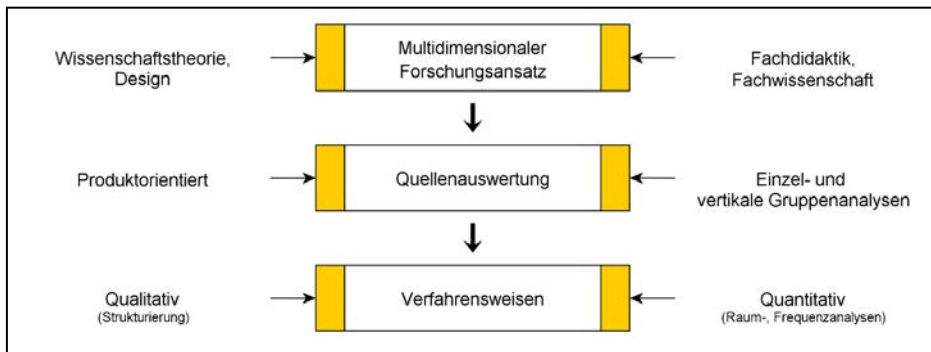 Wissenschaftstheorie,
Design
Multidimensionaler
Forschungsansatz
Fachdidaktik,
Fachwissenschaft
Produktorientiert
Quellenauswertung
Einzel- und
vertikale Gruppenanalysen
Qualitativ
(Strukturierung)
Verfahrensweisen
Quantitativ
(Raum-, Frequenzanalysen)